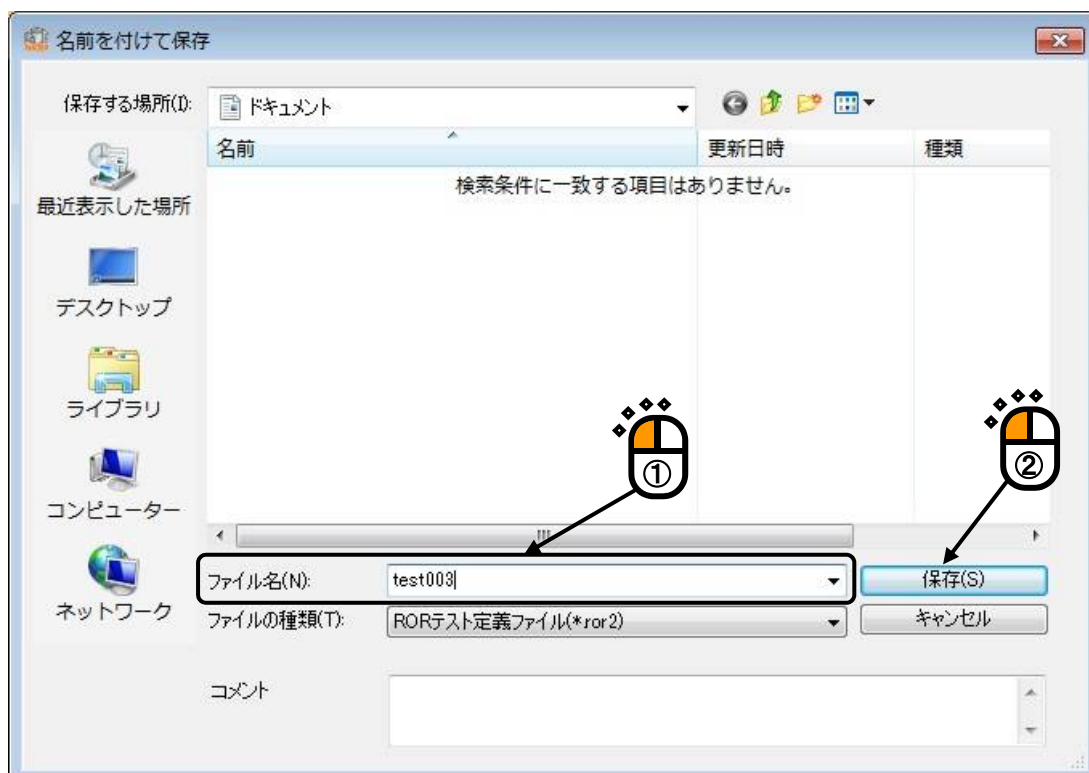 名前を付けて保存
保存する場所(I):
ドキュメント
名前 更新日時 種類
検索条件に一致する項目はありません。
最近表示した場所
デスクトップ
ライブラリ
コンピューター
ネットワーク
①
②
ファイル名(N): test003 保存(S)
ファイルの種類(T): RORテスト定義ファイル(*.ror2) キャンセル
コメント